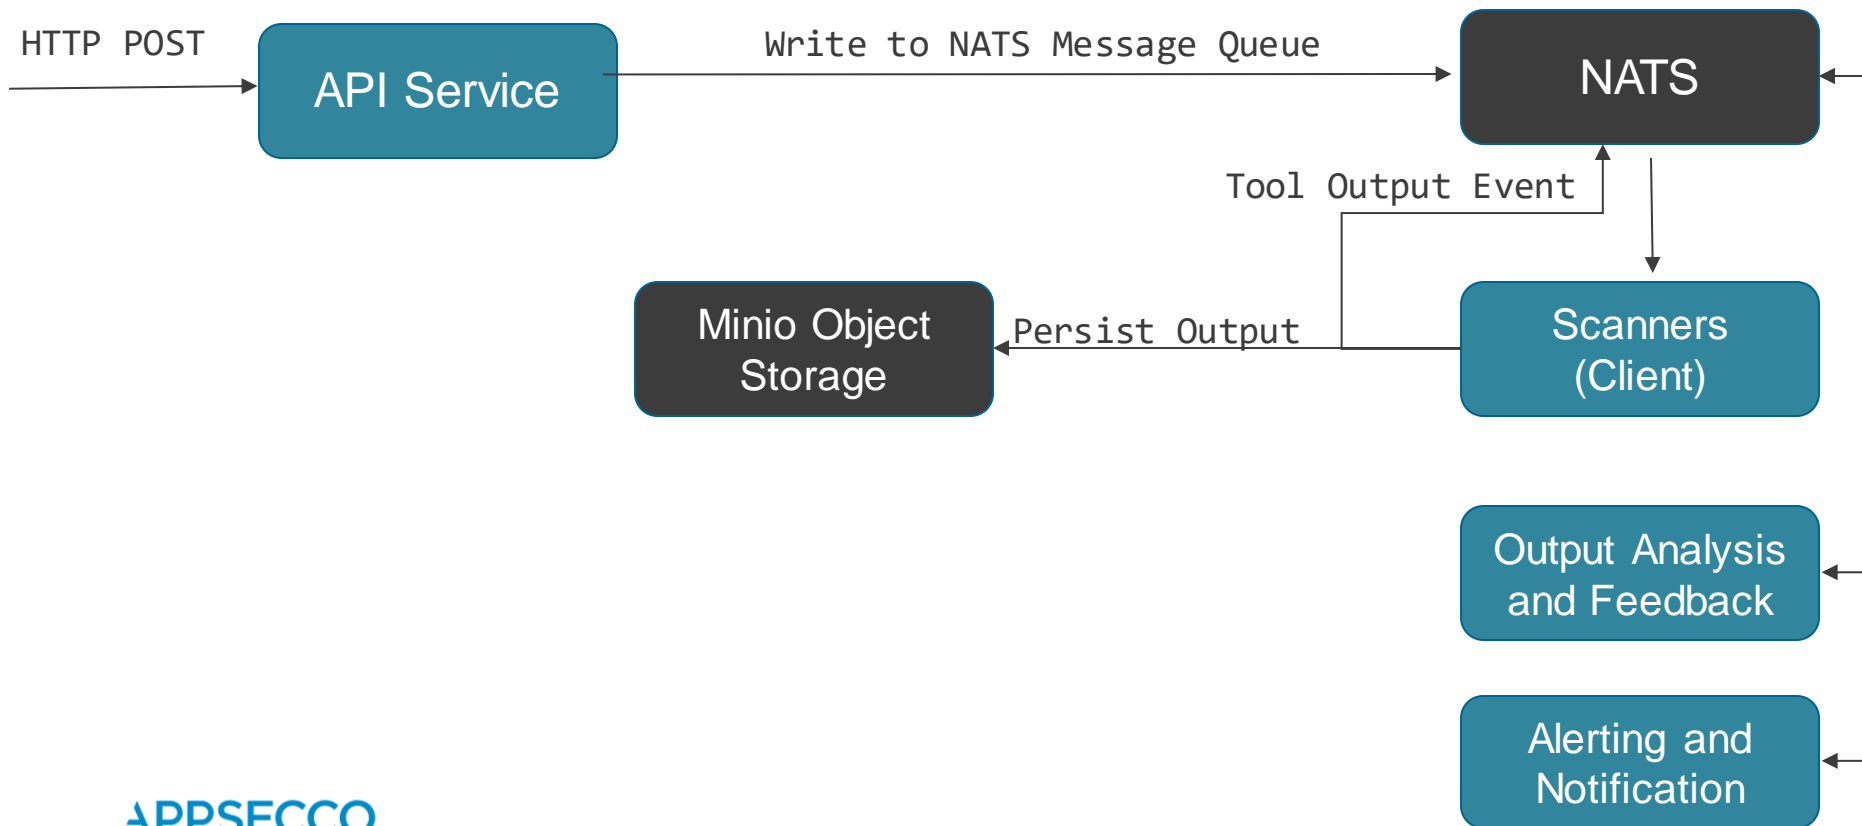 HTTP POST
API Service
Write to NATS Message Queue
NATS
Tool Output Event
Minio Object
Storage
Persist Output
Scanners
(Client)
Output Analysis
and Feedback
Alerting and
Notification
APPSECCO